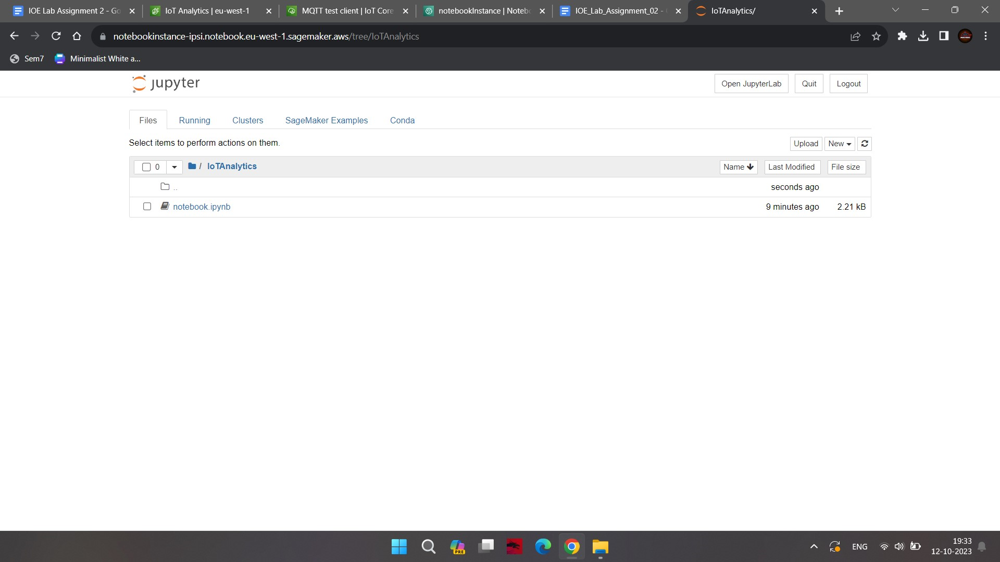 IOE Lab Assignment 2 - Go
IoT Analytics | eu-west-1
MQTT test client | IoT Core
notebookInstance | Notebo
IOE_Lab_Assignment_02 -
IoTAnalytics/
notebookinstance-ipsi.notebook.eu-west-1.sagemaker.aws/tree/IoTAnalytics
Sem7
Minimalist White a...
jupyter
Open JupyterLab
Quit
Logout
Files
Running
Clusters
SageMaker Examples
Conda
Select items to perform actions on them.
Upload
New
0
/ IoTAnalytics
Name
Last Modified
File size
..
seconds ago
notebook.ipynb
9 minutes ago
2.21 kB
PRE
ENG
19:33
12-10-2023